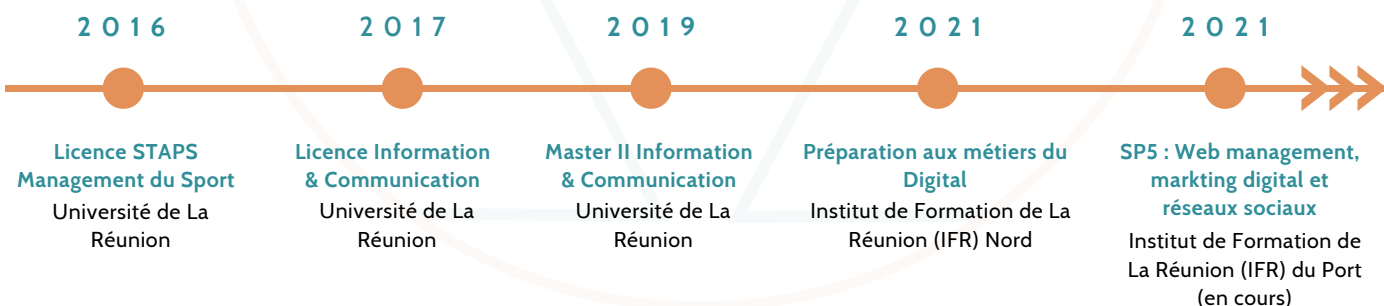 2016
Licence STAPS
Management du Sport
Université de La
Réunion
2017
Licence Information
& Communication
Université de La
Réunion
2019
Master II Information
& Communication
Université de La
Réunion
2021
Préparation aux métiers du
Digital
Institut de Formation de La
Réunion (IFR) Nord
2021
SP5 : Web management,
markting digital et
réseaux sociaux
Institut de Formation de
La Réunion (IFR) du Port
(en cours)